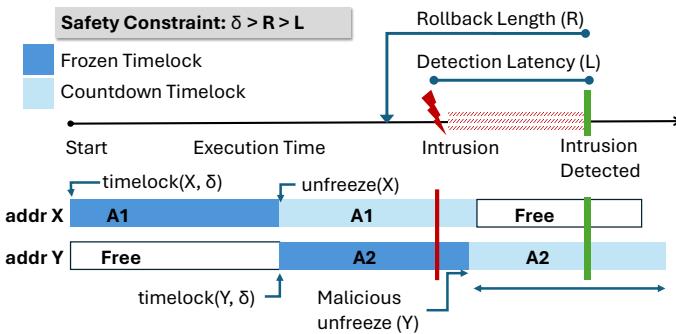 Safety Constraint: δ > R > L
Rollback Length (R)
Frozen Timelock
Detection Latency (L)
Countdown Timelock
Start
Execution Time
Intrusion
Intrusion
Detected
timelock(X, δ)
unfreeze(X)
addr X
A1
A1
Free
addr Y
Free
A2
A2
timelock(Y, δ)
Malicious
unfreeze (Y)